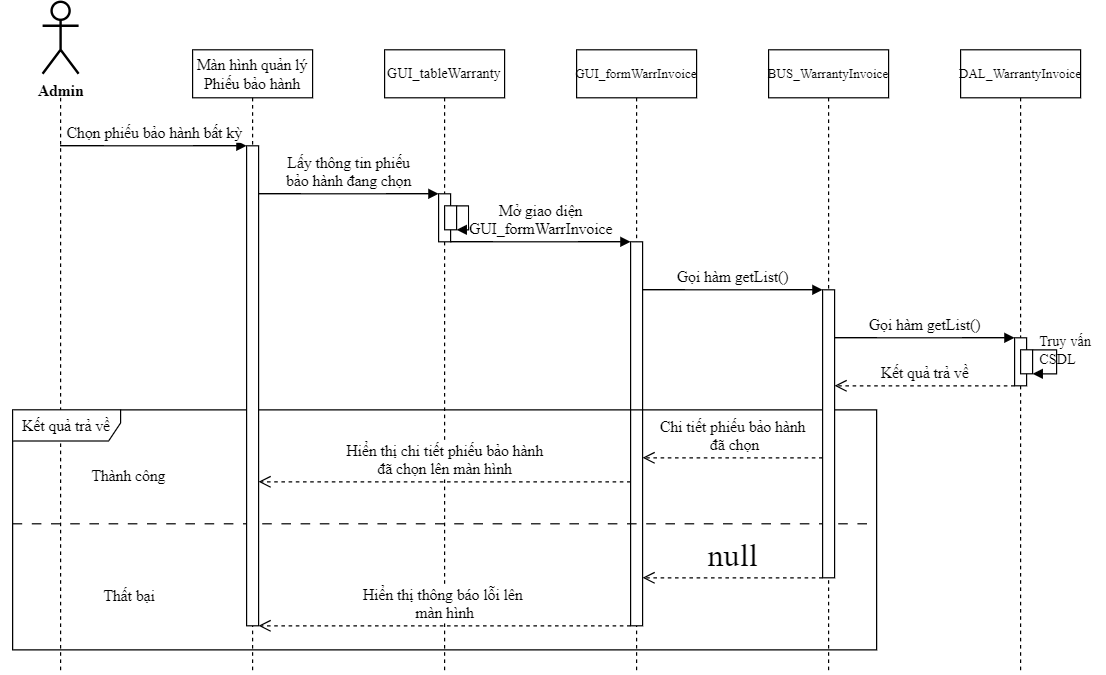 Admin
Màn hình quản lý
Phiếu bảo hành
GUI_tableWarranty
GUI_formWarrInvoice
BUS_WarrantyInvoice
DAL_WarrantyInvoice
Chọn phiếu bảo hành bất kỳ
Lấy thông tin phiếu
bảo hành đang chọn
Mở giao diện
GUI_formWarrInvoice
Gọi hàm getList()
Gọi hàm getList()
Truy vấn
CSDL
Kết quả trả về
Kết quả trả về
Chi tiết phiếu bảo hành
đã chọn
Hiển thị chi tiết phiếu bảo hành
đã chọn lên màn hình
Thành công
null
Thất bại
Hiển thị thông báo lỗi lên
màn hình